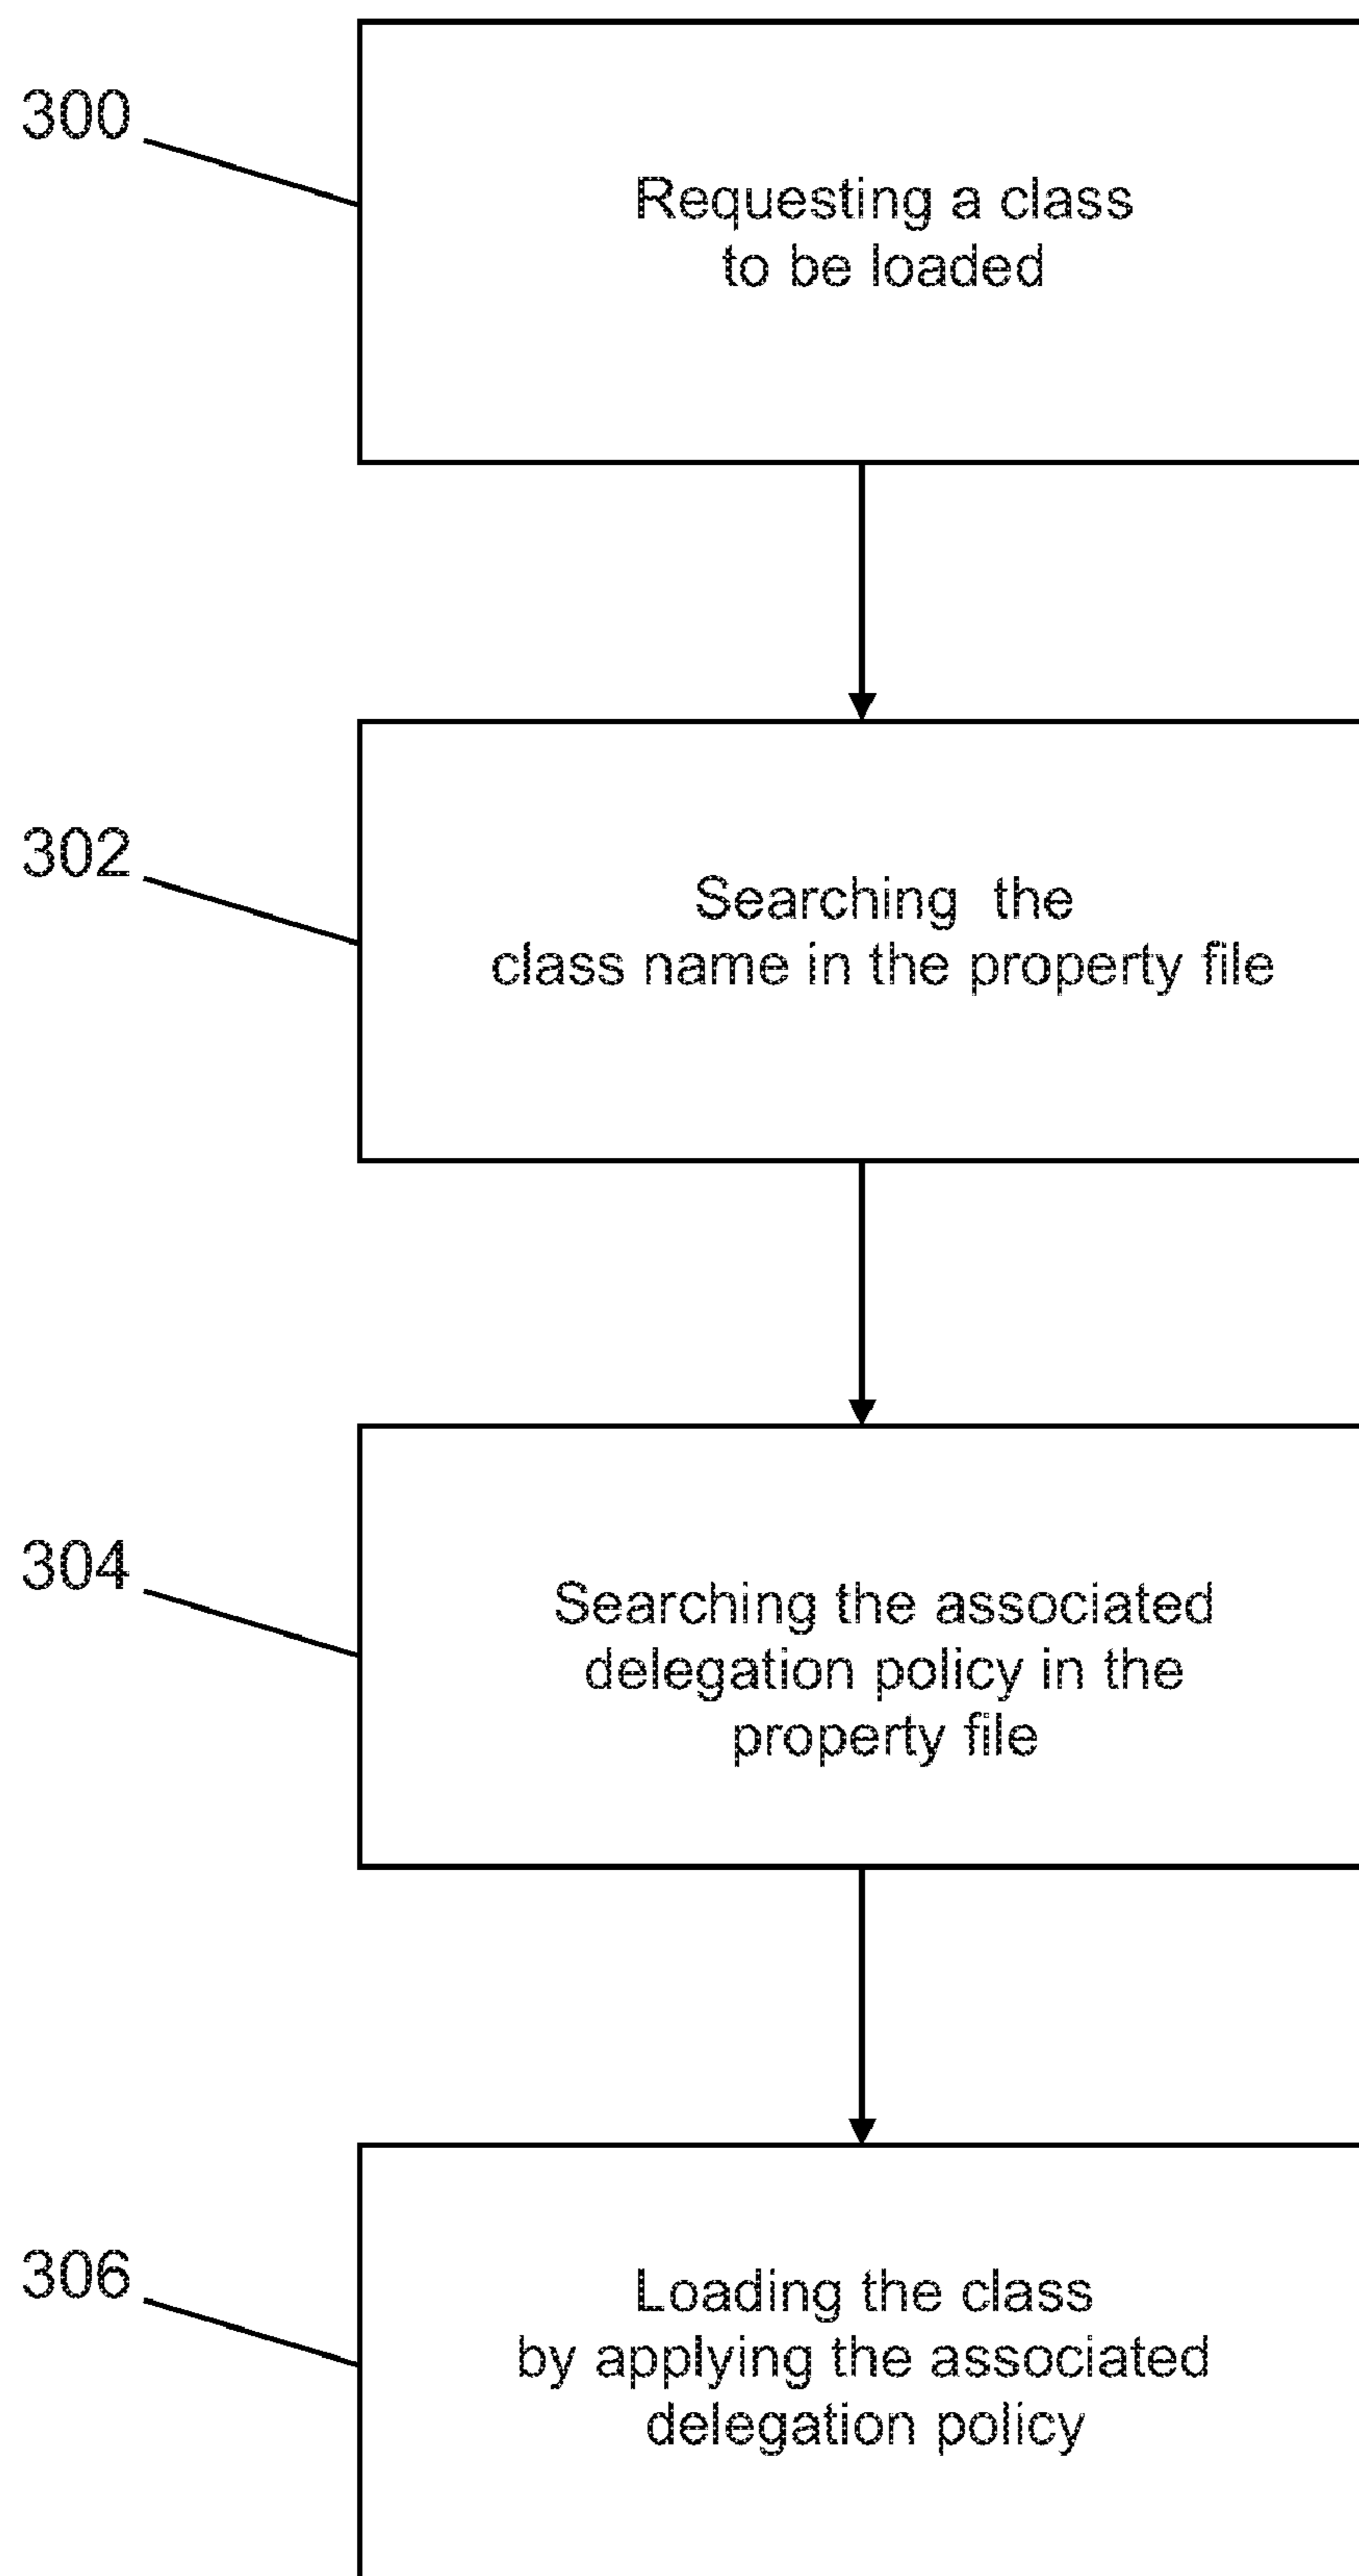 300
Requesting a class
to be loaded
302
Searching the
class name in the property file
304
Searching the associated
delegation policy in the
property file
306
Loading the class
by applying the associated
delegation policy